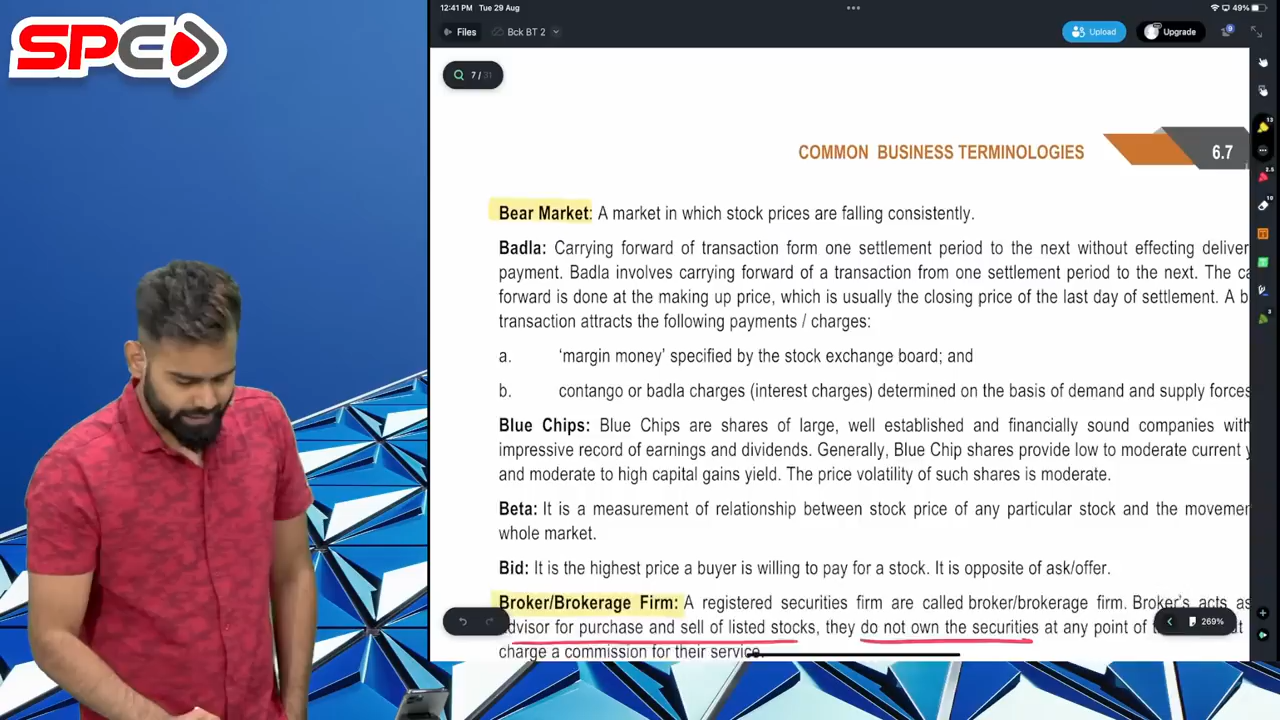 SPC
12:41 PM Tue 29 Aug
49%
Files
Bck BT 2
Upload
Upgrade
7 / 31
COMMON BUSINESS TERMINOLOGIES
6.7
Bear Market: A market in which stock prices are falling consistently.
Badla: Carrying forward of transaction form one settlement period to the next without effecting deliver
payment. Badla involves carrying forward of a transaction from one settlement period to the next. The ca
forward is done at the making up price, which is usually the closing price of the last day of settlement. A b
transaction attracts the following payments / charges:
a. ‘margin money’ specified by the stock exchange board; and
b. contango or badla charges (interest charges) determined on the basis of demand and supply forces
Blue Chips: Blue Chips are shares of large, well established and financially sound companies with
impressive record of earnings and dividends. Generally, Blue Chip shares provide low to moderate current y
and moderate to high capital gains yield. The price volatility of such shares is moderate.
Beta: It is a measurement of relationship between stock price of any particular stock and the movemen
whole market.
Bid: It is the highest price a buyer is willing to pay for a stock. It is opposite of ask/offer.
Broker/Brokerage Firm: A registered securities firm are called broker/brokerage firm. Broker’s acts as
dvisor for purchase and sell of listed stocks, they do not own the securities at any point of
269%
charge a commission for their service.